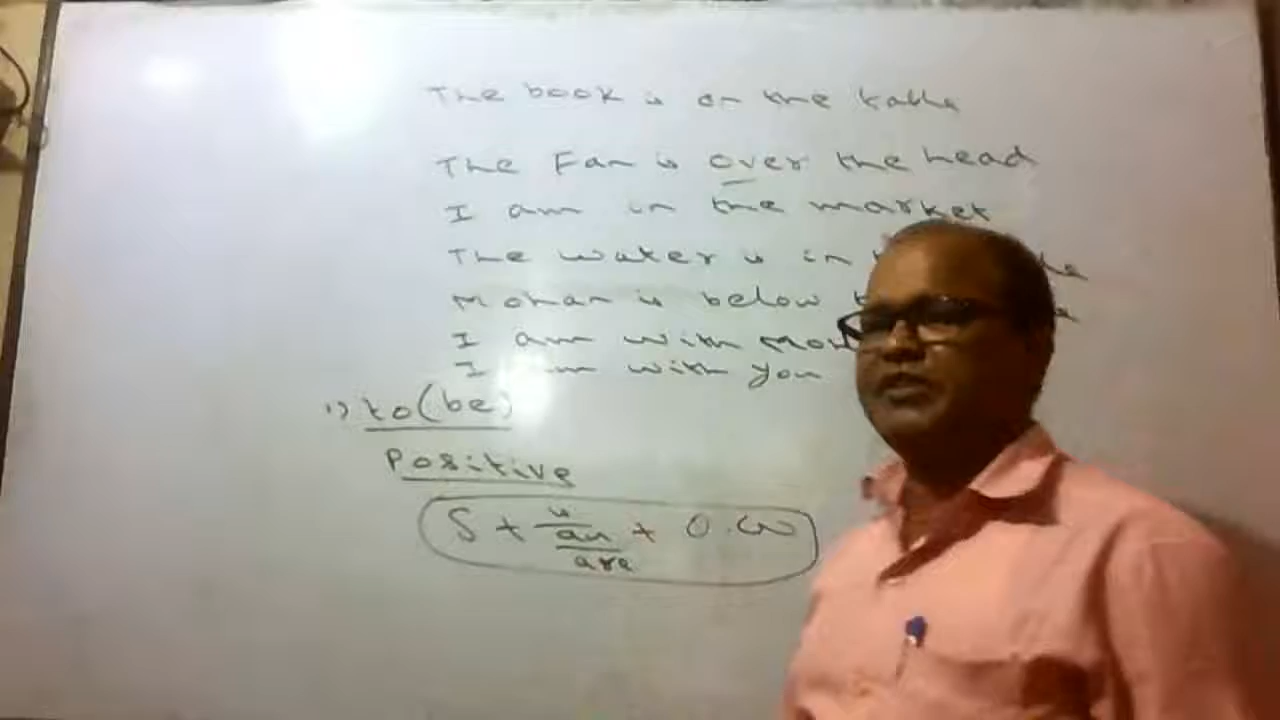 The book is on the table
The Fan is over the head
I am in the market
The water is in
Mohan is below
I am with
I am with you
1) to(be)
Positive
S + is + O.W
am
are